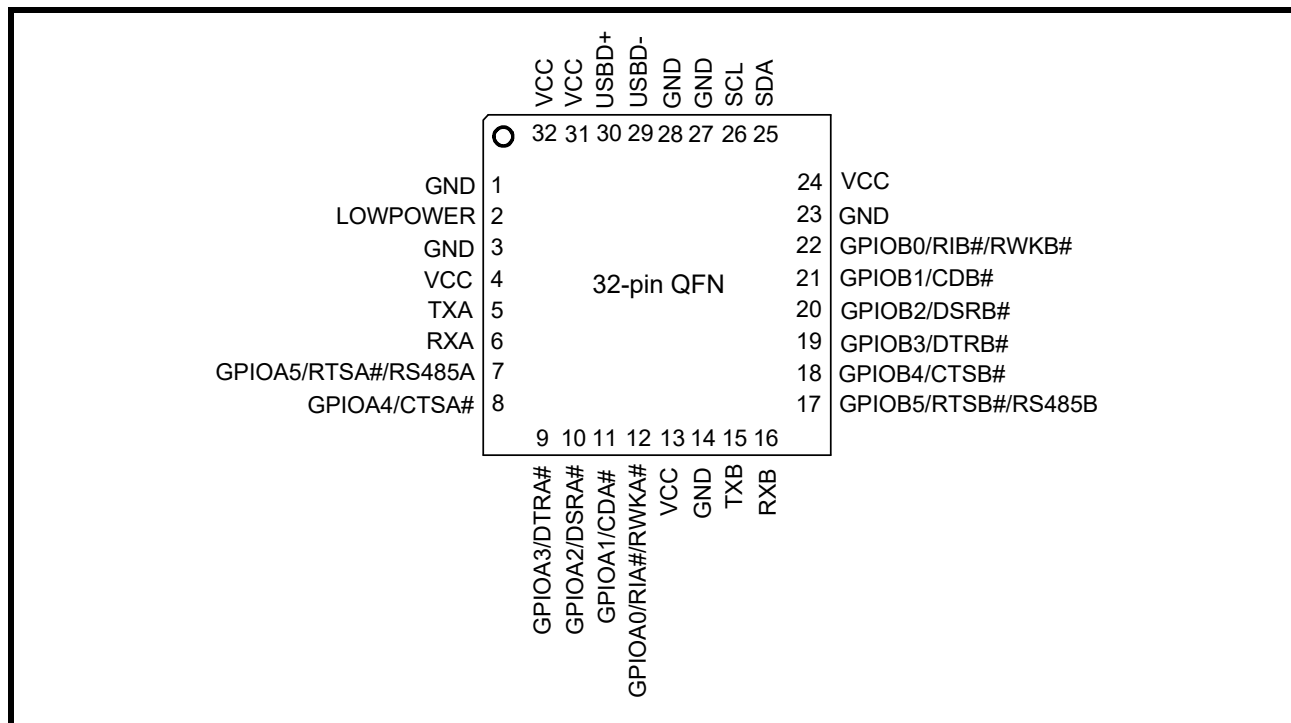 VCC
VCC
USBD+
USBD-
GND
GND
SCL
SDA
32 31 30 29 28 27 26 25
GND 1
LOWPOWER 2
GND 3
VCC 4
TXA 5
RXA 6
GPIOA5/RTSA#/RS485A 7
GPIOA4/CTSA# 8
32-pin QFN
24 VCC
23 GND
22 GPIOB0/RIB#/RWKB#
21 GPIOB1/CDB#
20 GPIOB2/DSRB#
19 GPIOB3/DTRB#
18 GPIOB4/CTSB#
17 GPIOB5/RTSB#/RS485B
9 10 11 12 13 14 15 16
GPIOA3/DTRA#
GPIOA2/DSRA#
GPIOA1/CDA#
GPIOA0/RIA#/RWKA#
VCC
GND
TXB
RXB